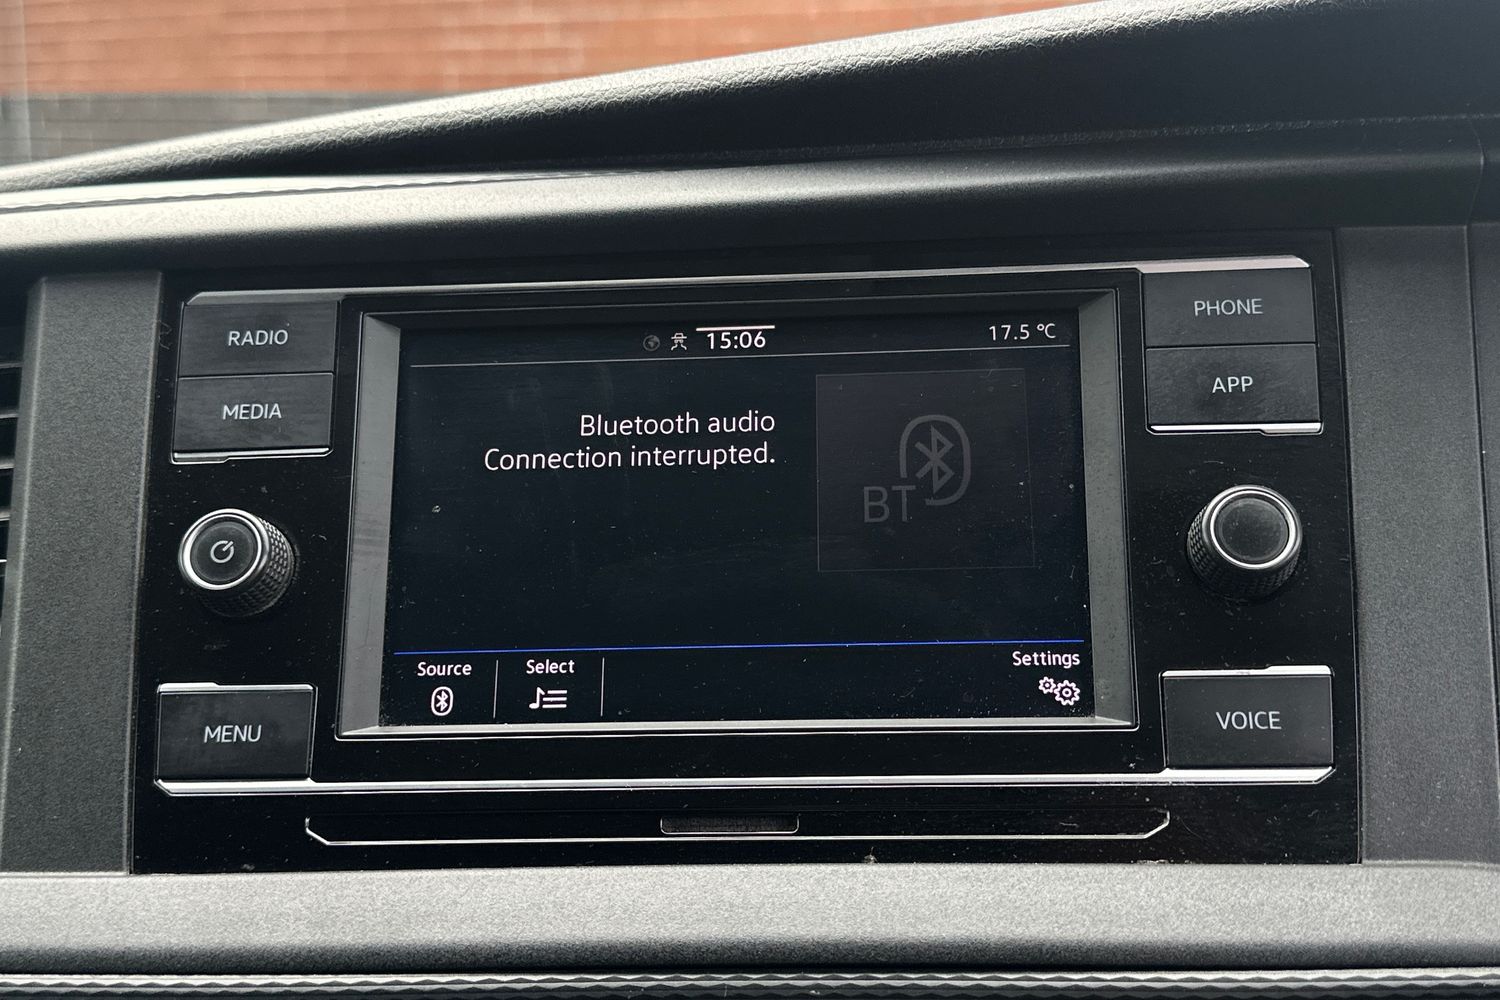 RADIO
MEDIA
MENU
15:06
17.5 °C
Bluetooth audio
Connection interrupted.
BT
Source
Select
Settings
PHONE
APP
VOICE